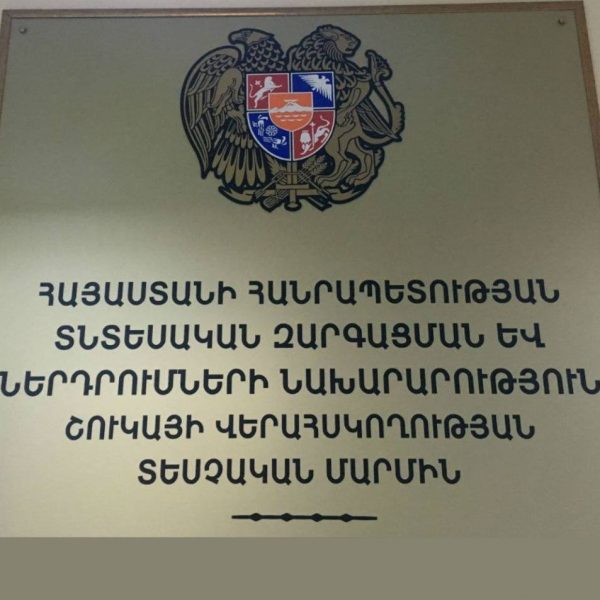 ՀԱՅԱՍՏԱՆԻ ՀԱՆՐԱՊԵՏՈՒԹՅԱՆ
ՏՆՏԵՍԱԿԱՆ ԶԱՐԳԱՑՄԱՆ ԵՎ
ՆԵՐԴՐՈՒՄՆԵՐԻ ՆԱԽԱՐԱՐՈՒԹՅՈՒՆ
ՇՈՒԿԱՅԻ ՎԵՐԱՀՍԿՈՂՈՒԹՅԱՆ
ՏԵՍՉԱԿԱՆ ՄԱՐՄԻՆ